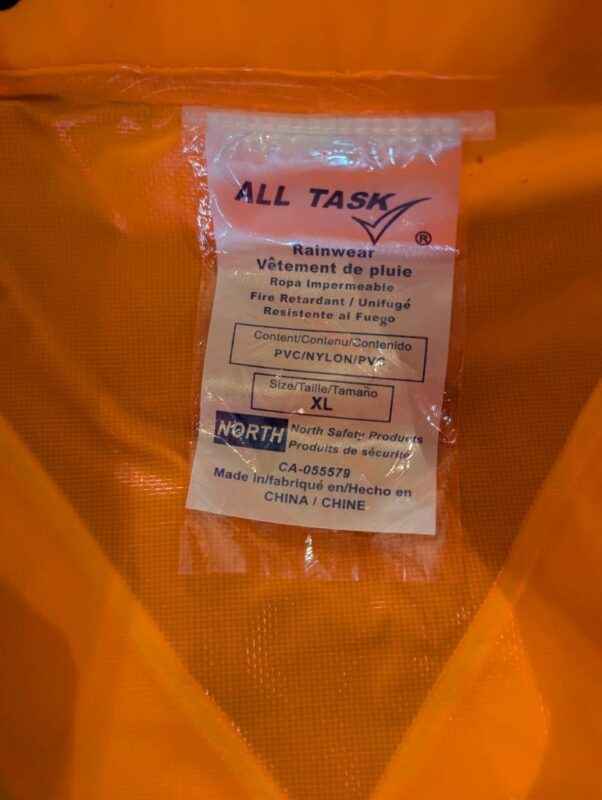 ALL TASK
®
Rainwear
Vêtement de pluie
Ropa Impermeable
Fire Retardant / Unifugé
Resistente al Fuego
Content/Contenu/Contenido
PVC/NYLON/PVC
Size/Taille/Tamaño
XL
NORTH North Safety Products
Produits de sécurité
CA-055579
Made in/fabriqué en/Hecho en
CHINA / CHINE